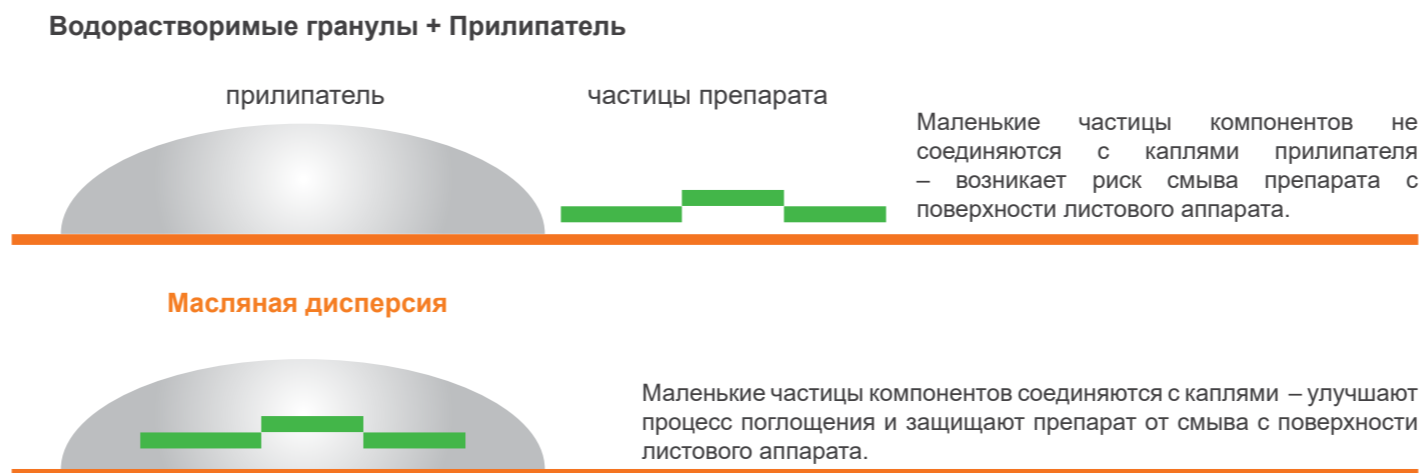 Водорастворимые гранулы + Прилипатель
прилипатель
частицы препарата
Маленькие частицы компонентов не
соединяются с каплями прилипателя
– возникает риск смыва препарата с
поверхности листового аппарата.
Масляная дисперсия
Маленькие частицы компонентов соединяются с каплями – улучшают
процесс поглощения и защищают препарат от смыва с поверхности
листового аппарата.